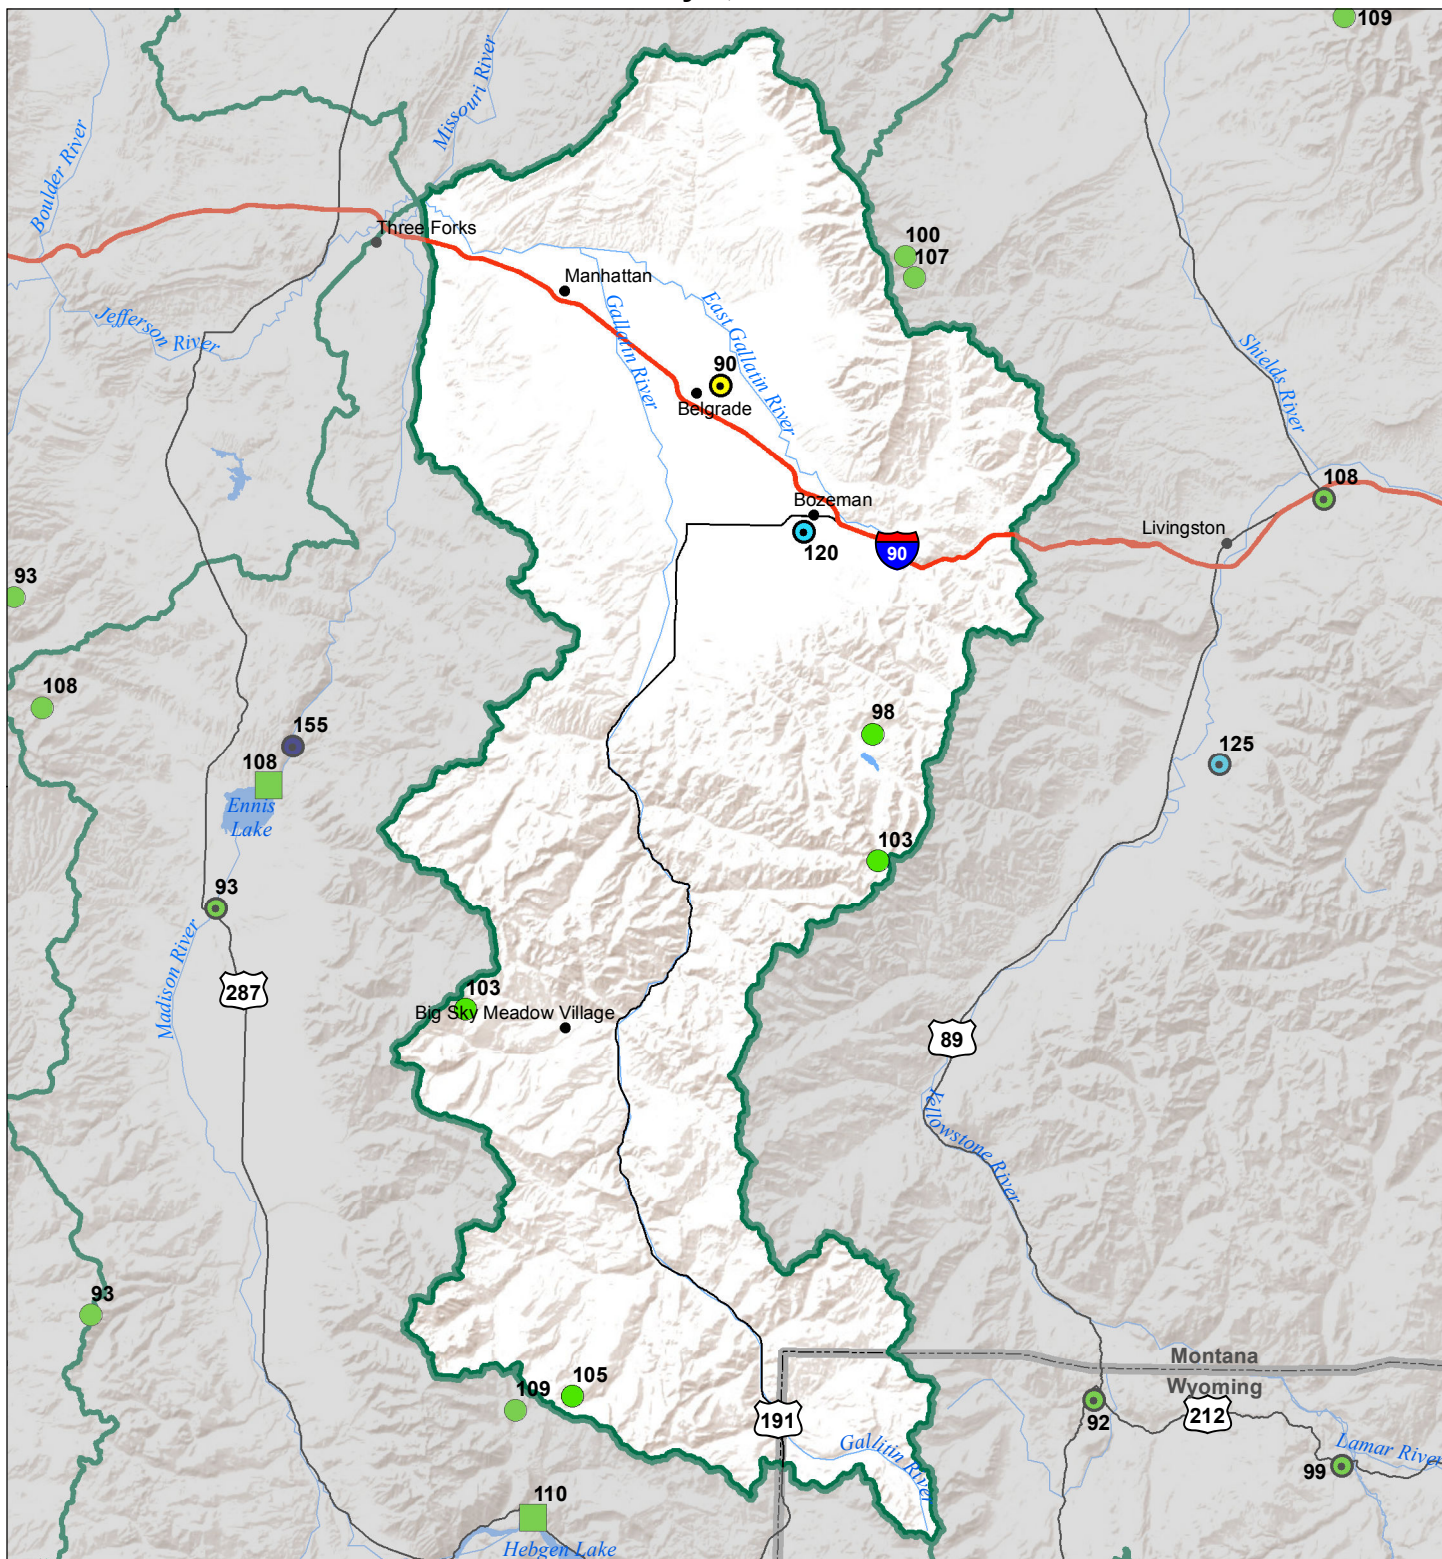 109
Missouri River
Boulder River
Three Forks
100
107
Manhattan
Jefferson River
Gallatin River
East Gallatin River
Shields River
90
Belgrade
108
Bozeman
Livingston
120
90
93
108
98
155
125
108
Ennis
Lake
103
93
Madison River
287
103
Big Sky Meadow Village
89
Yellowstone River
93
Montana
Wyoming
109
105
191
92
212
Gallitin River
Lamar River
99
110
Hebgen Lake